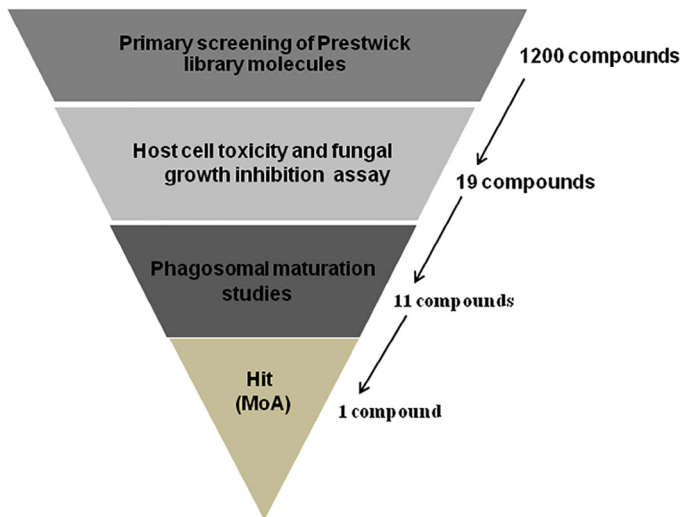 Primary screening of Prestwick
library molecules
1200 compounds
Host cell toxicity and fungal
growth inhibition assay
19 compounds
Phagosomal maturation
studies
11 compounds
Hit
(MoA)
1 compound